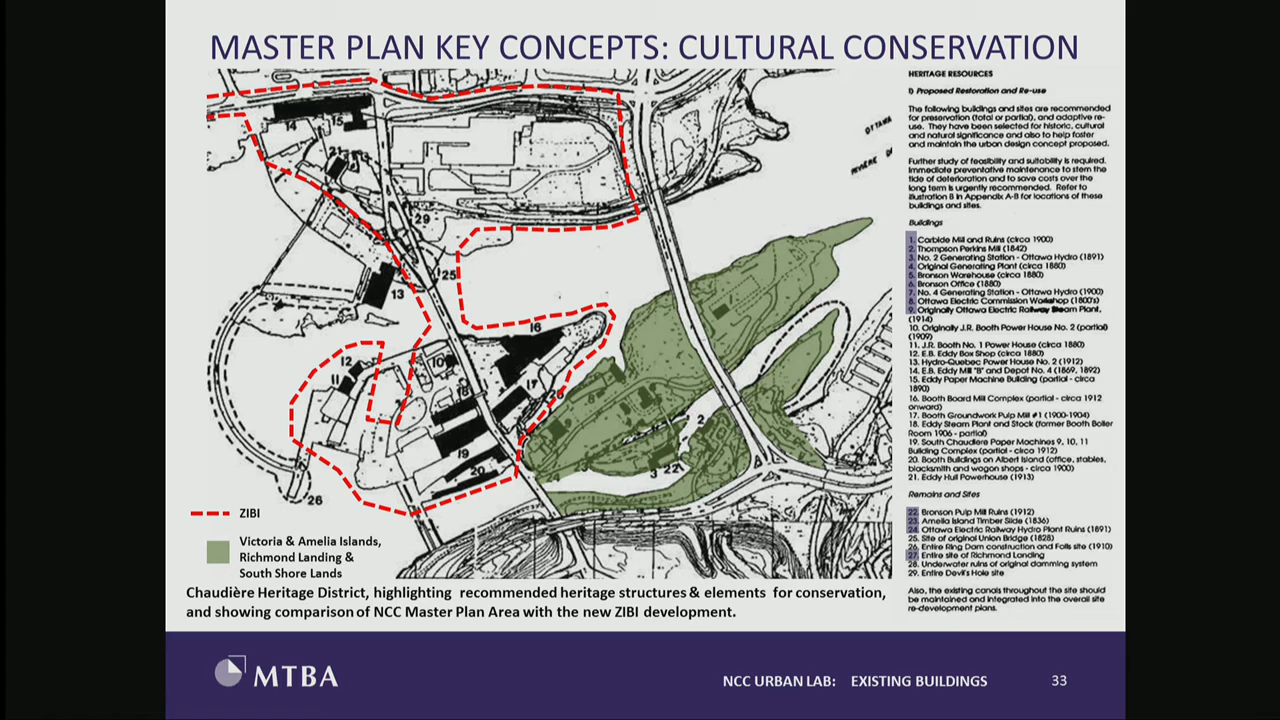 MASTER PLAN KEY CONCEPTS: CULTURAL CONSERVATION
HERITAGE RESOURCES
i) Proposed Restoration and Re-use
The following buildings and sites are recommended
for preservation (total or partial), and adaptive re-
use. They have been selected for historic, cultural
and natural significance and also to help foster
and maintain the urban design concept proposed.
Further study of feasibility and suitability is required.
Immediate preventative maintenance to stem the
tide of deterioration and to save costs over the
long term is urgently recommended. Refer to
illustration B in Appendix A-B for locations of these
buildings and sites.
Buildings
1. Carbide Mill and Ruins (circa 1900)
2. Thompson Perkins Mill (1842)
3. No. 2 Generating Station - Ottawa Hydro (1891)
4. Original Generating Plant (circa 1880)
5. Bronson Warehouse (circa 1880)
6. Bronson Office (1880)
7. No. 4 Generating Station - Ottawa Hydro (1900)
8. Ottawa Electric Commission Workshop (1800's)
9. Originally Ottawa Electric Railway Steam Plant,
(1914)
10. Originally J.R. Booth Power House No. 2 (partial)
(1909)
11. J.R. Booth No. 1 Power House (circa 1880)
12. E.B. Eddy Box Shop (circa 1880)
13. Hydro-Quebec Power House No. 2 (1912)
14. E.B. Eddy Mill "B" and Depot No. 4 (1869, 1892)
15. Eddy Paper Machine Building (partial - circa
1890)
16. Booth Board Mill Complex (partial - circa 1912
onward)
17. Booth Groundwork Pulp Mill #1 (1900-1904)
18. Eddy Steam Plant and Stock (former Booth Boiler
Room 1906 - partial)
19. South Chaudiere Paper Machines 9, 10, 11
Building Complex (partial - circa 1912)
20. Booth Buildings on Albert Island (office, stables,
blacksmith and wagon shops - circa 1900)
21. Eddy Hull Powerhouse (1913)
Remains and Sites
22. Bronson Pulp Mill Ruins (1912)
23. Amelia Island Timber Slide (1836)
24. Ottawa Electric Railway Hydro Plant Ruins (1891)
25. Site of original Union Bridge (1828)
26. Entire Ring Dam construction and Falls site (1910)
27. Entire site of Richmond Landing
28. Underwater ruins of original damming system
29. Entire Devil's Hole site
Also, the existing canals throughout the site should
be maintained and integrated into the overall site
re-development plans.
OTTAWA
RIVIÈRE
14
15
29
25
13
16
12
11
10
17
18
19
20
2
3
22
26
ZIBI
Victoria & Amelia Islands,
Richmond Landing &
South Shore Lands
Chaudière Heritage District, highlighting recommended heritage structures & elements for conservation,
and showing comparison of NCC Master Plan Area with the new ZIBI development.
MTBA
NCC URBAN LAB: EXISTING BUILDINGS
33